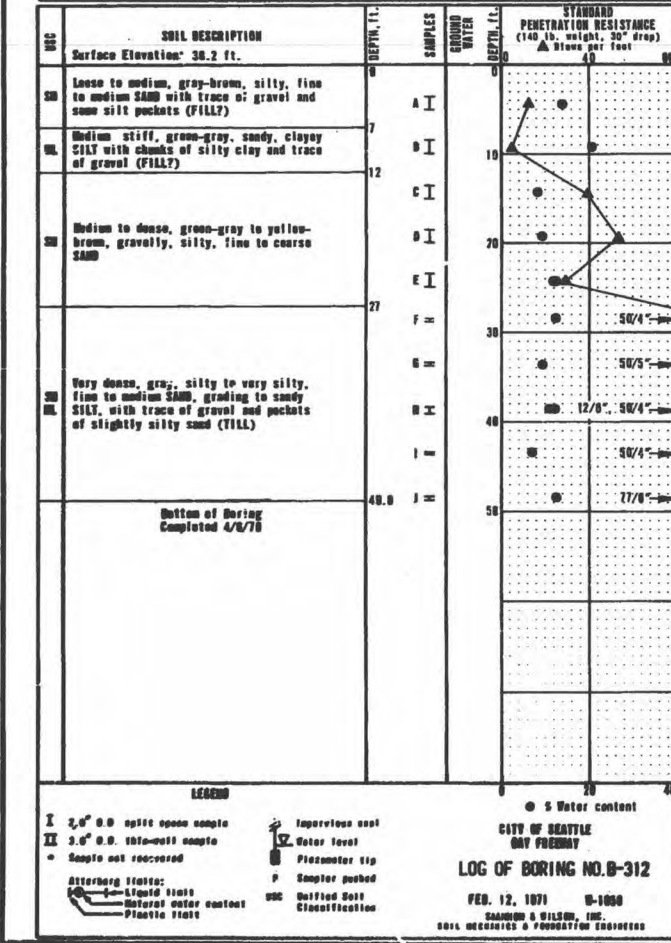 USC
SOIL DESCRIPTION
Surface Elevation: 36.2 ft.
DEPTH, ft.
SAMPLES
GROUND
WATER
DEPTH, ft.
STANDARD
PENETRATION RESISTANCE
(140 lb. weight, 30" drop)
▲ Blows per foot
0
0
0
40
SM
Loose to medium, gray-brown, silty, fine
to medium SAND with trace of gravel and
some silt pockets (FILL?)
A
7
ML
Medium stiff, green-gray, sandy, clayey
SILT with chunks of silty clay and trace
of gravel (FILL?)
B
10
12
C
SM
Medium to dense, green-gray to yellow-
brown, gravelly, silty, fine to coarse
SAND
D
20
E
27
F
50/4"
30
G
50/5"
SM
ML
Very dense, gray, silty to very silty,
fine to medium SAND, grading to sandy
SILT, with trace of gravel and pockets
of slightly silty sand (TILL)
H
12/6", 50/4"
40
I
50/4"
J
77/6"
50
Bottom of Boring
Completed
0
20
LEGEND
● % Water content
I 2.0" O.D. split spoon sample
II 3.0" O.D. thin-wall sample
Sample not recovered
Atterberg limits:
Liquid limit
Natural water content
Plastic limit
Impervious seal
Water level
Piezometer tip
P Sampler pushed
USC Unified Soil
Classification
CITY OF SEATTLE
BAY FREEWAY
LOG OF BORING NO. B-312
FEB. 12, 1971
SHANNON & WILSON, INC.
SOIL MECHANICS & FOUNDATION ENGINEERS